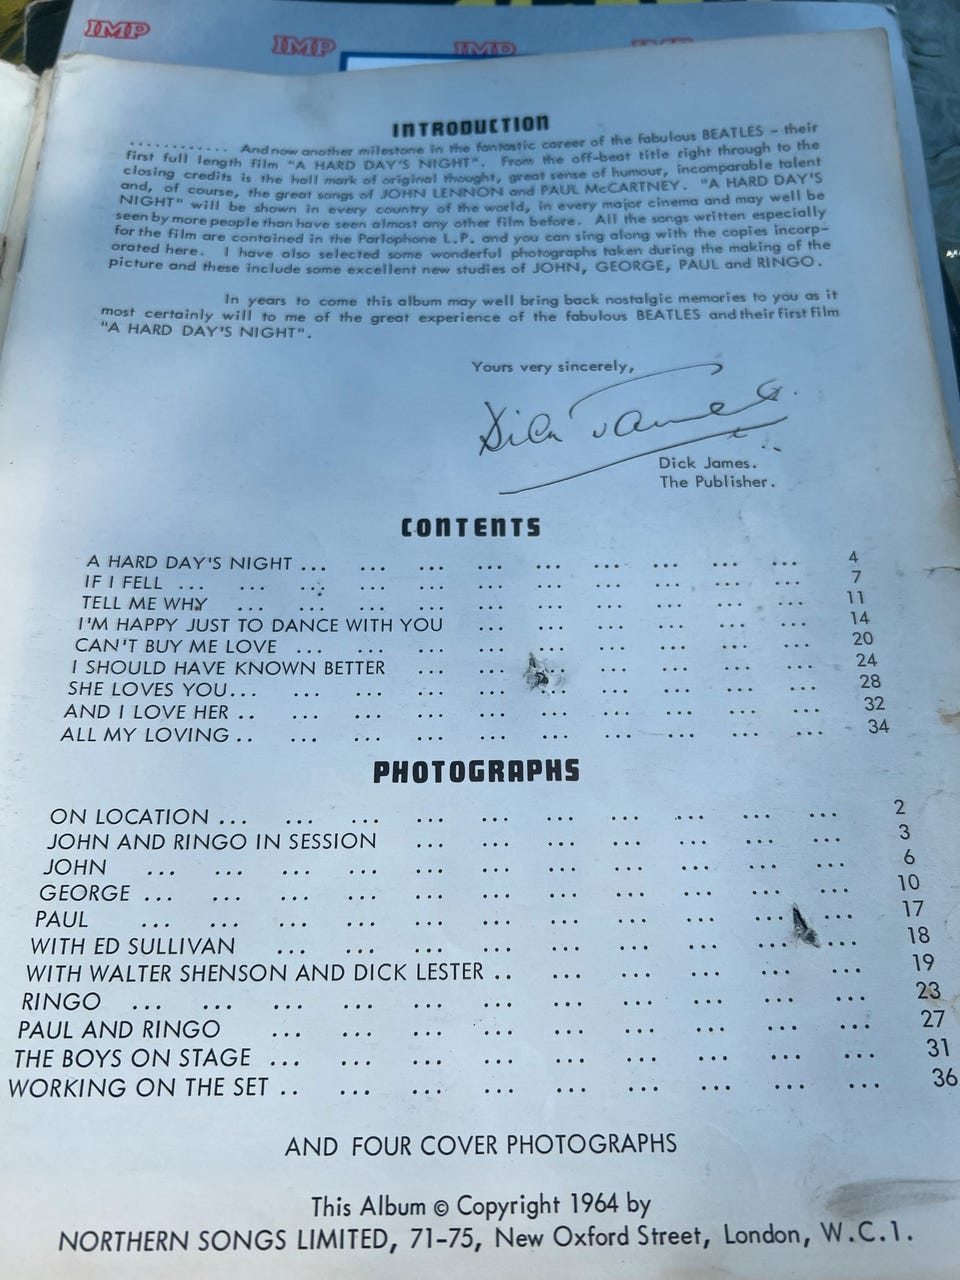 IMP IMP IMP IMP
INTRODUCTION
............ And now another milestone in the fantastic career of the fabulous BEATLES - their
first full length film "A HARD DAY'S NIGHT". From the off-beat title right through to the
closing credits is the hall mark of original thought, great sense of humour, incomparable talent
and, of course, the great songs of JOHN LENNON and PAUL McCARTNEY. "A HARD DAY'S
NIGHT" will be shown in every country of the world, in every major cinema and may well be
seen by more people than have seen almost any other film before. All the songs written especially
for the film are contained in the Parlophone L.P. and you can sing along with the copies incorp-
orated here. I have also selected some wonderful photographs taken during the making of the
picture and these include some excellent new studies of JOHN, GEORGE, PAUL and RINGO.
In years to come this album may well bring back nostalgic memories to you as it
most certainly will to me of the great experience of the fabulous BEATLES and their first film
"A HARD DAY'S NIGHT".
Yours very sincerely,
Dick James
Dick James.
The Publisher.
CONTENTS
A HARD DAY'S NIGHT ... ... ... ... ... ... ... ... ... 4
IF I FELL ... ... ... ... ... ... ... ... ... ... ... 7
TELL ME WHY ... ... ... ... ... ... ... ... ... ... 11
I'M HAPPY JUST TO DANCE WITH YOU ... ... ... ... ... ... 14
CAN'T BUY ME LOVE ... ... ... ... ... ... ... ... ... 20
I SHOULD HAVE KNOWN BETTER ... ... ... ... ... ... ... 24
SHE LOVES YOU... ... ... ... ... ... ... ... ... ... 28
AND I LOVE HER .. ... ... ... ... ... ... ... ... ... 32
ALL MY LOVING .. ... ... ... ... ... ... ... ... ... 34
PHOTOGRAPHS
ON LOCATION ... ... ... ... ... ... ... ... ... ... 2
JOHN AND RINGO IN SESSION ... ... ... ... ... ... ... 3
JOHN ... ... ... ... ... ... ... ... ... ... ... 6
GEORGE ... ... ... ... ... ... ... ... ... ... ... 10
PAUL ... ... ... ... ... ... ... ... ... ... ... 17
WITH ED SULLIVAN ... ... ... ... ... ... ... ... ... 18
WITH WALTER SHENSON AND DICK LESTER .. ... ... ... ... ... 19
RINGO ... ... ... ... ... ... ... ... ... ... ... 23
PAUL AND RINGO ... ... ... ... ... ... ... ... ... 27
THE BOYS ON STAGE ... ... ... ... ... ... ... ... ... 31
WORKING ON THE SET .. ... ... ... ... ... ... ... ... 36
AND FOUR COVER PHOTOGRAPHS
This Album © Copyright 1964 by
NORTHERN SONGS LIMITED, 71-75, New Oxford Street, London, W.C.1.